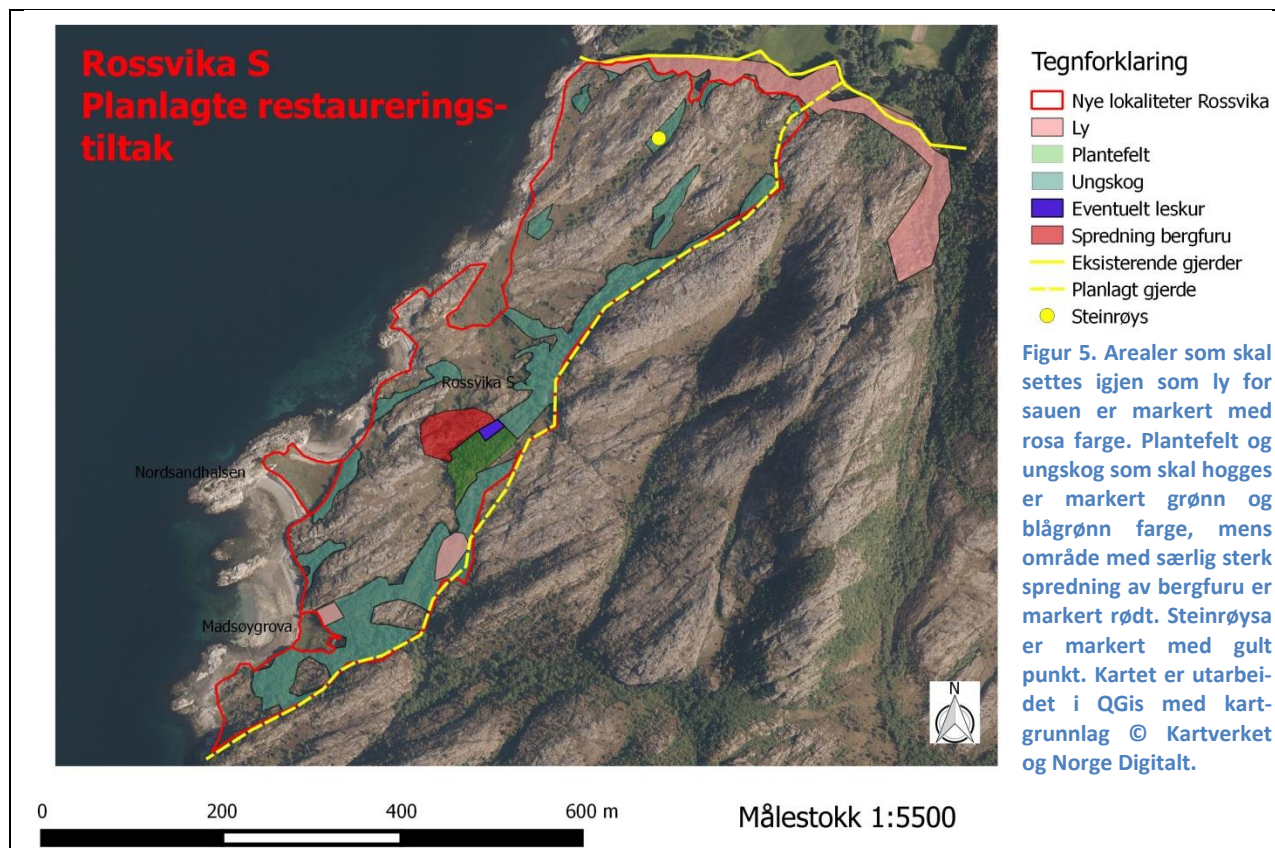 Rossvika S
Planlagte restaurerings-
tiltak
Rossvika S
Nordsandhalsen
Madsøygrova
N
Tegnforklaring
Nye lokaliteter Rossvika
Ly
Plantefelt
Ungskog
Eventuelt leskur
Spredning bergfuru
Eksisterende gjerder
Planlagt gjerde
Steinrøys
Figur 5. Arealer som skal
settes igjen som ly for
sauen er markert med
rosa farge. Plantefelt og
ungskog som skal hogges
er markert grønn og
blågrønn farge, mens
område med særlig sterk
spredning av bergfuru er
markert rødt. Steinrøysa
er markert med gult
punkt. Kartet er utarbei-
det i QGis med kart-
grunnlag © Kartverket
og Norge Digitalt.
0 200 400 600 m
Målestokk 1:5500